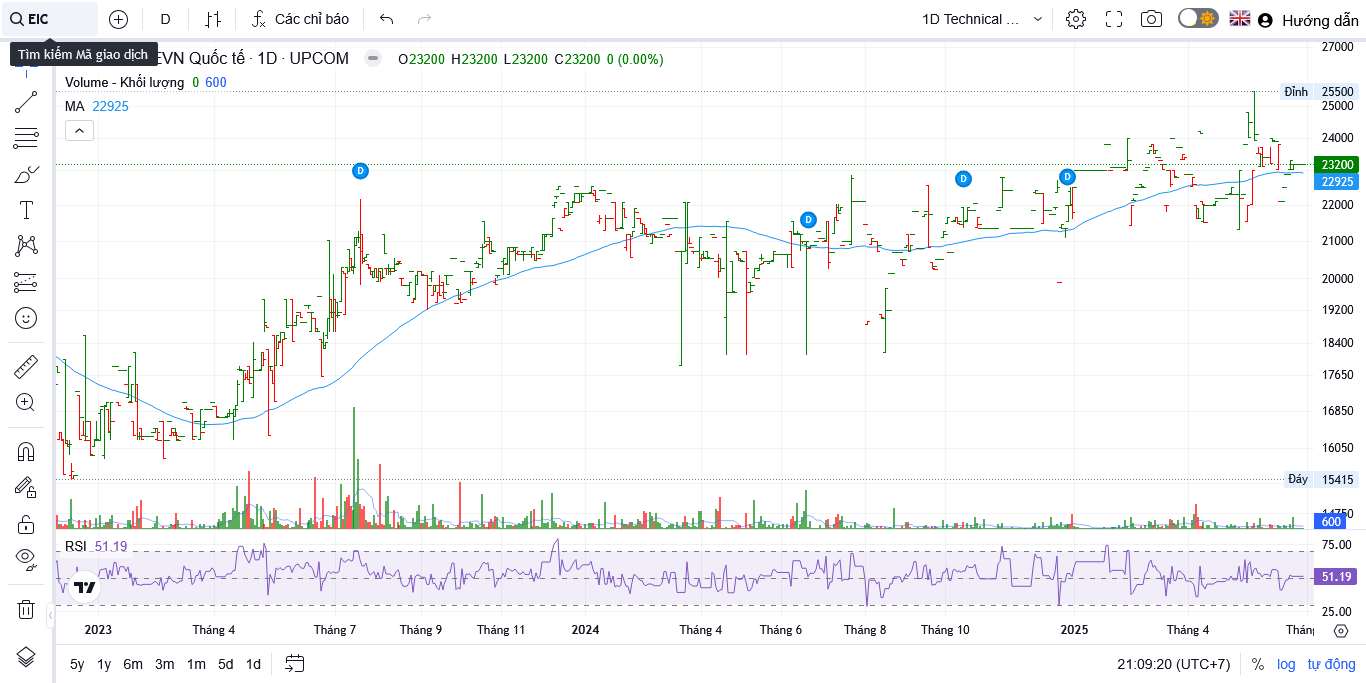 EIC
D
Các chỉ báo
1D Technical ...
Hướng dẫn
Tìm kiếm Mã giao dịch
EVN Quốc tế · 1D · UPCOM
O23200 H23200 L23200 C23200 0 (0.00%)
Volume - Khối lượng 0 600
MA 22925
27000
Đỉnh 25500
25000
24000
23200
22925
22000
21000
20000
19200
18400
17650
16850
16050
Đáy 15415
14750
600
D
D
D
D
RSI 51.19
75.00
51.19
25.00
2023
Tháng 4
Tháng 7
Tháng 9
Tháng 11
2024
Tháng 4
Tháng 6
Tháng 8
Tháng 10
2025
Tháng 4
Tháng
5y 1y 6m 3m 1m 5d 1d
21:09:20 (UTC+7)
% log tự động